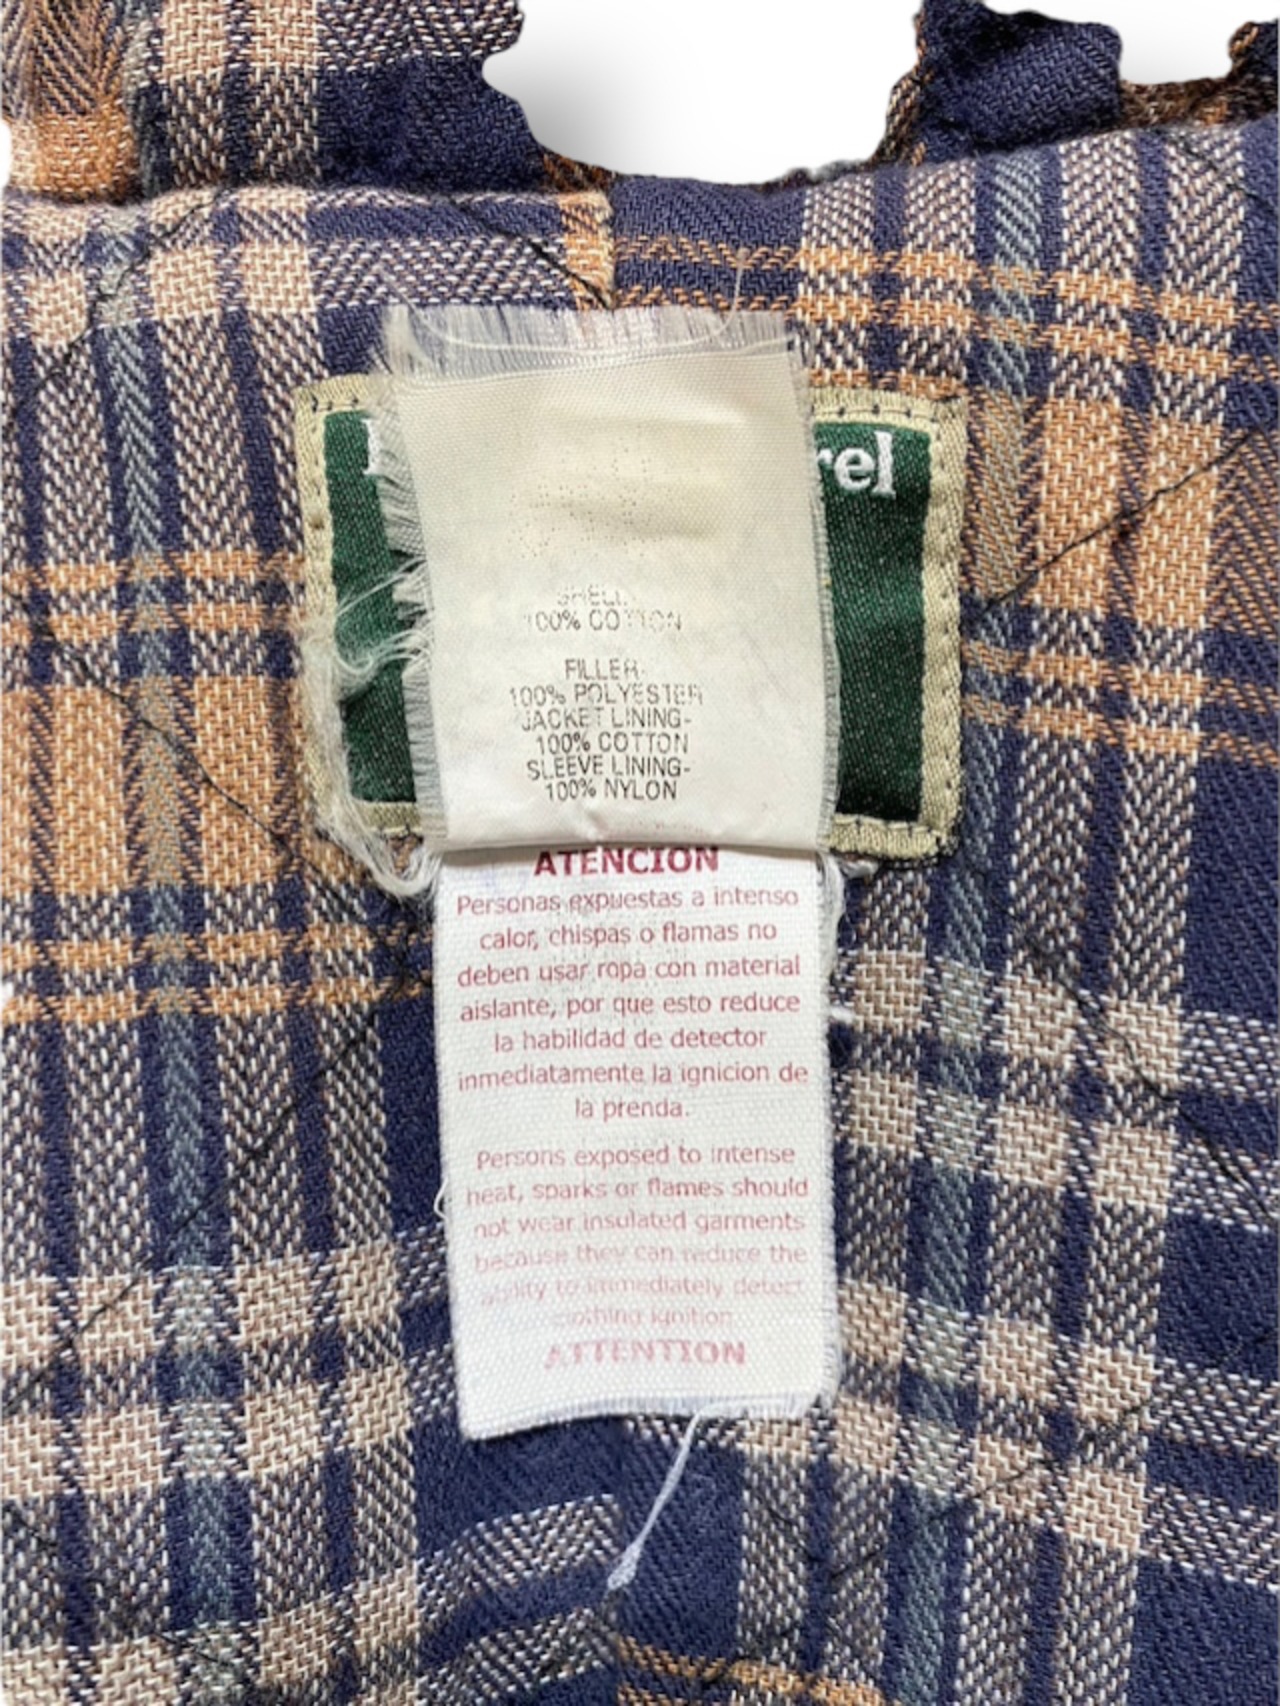 rel
SHELL
100% COTTON
FILLER-
100% POLYESTER
JACKET LINING-
100% COTTON
SLEEVE LINING-
100% NYLON
ATENCION
Personas expuestas a intenso
calor, chispas o flamas no
deben usar ropa con material
aislante, por que esto reduce
la habilidad de detector
inmediatamente la ignicion de
la prenda.
Persons exposed to intense
heat, sparks or flames should
not wear insulated garments
because they can reduce the
ability to immediately detect
clothing ignition
ATTENTION